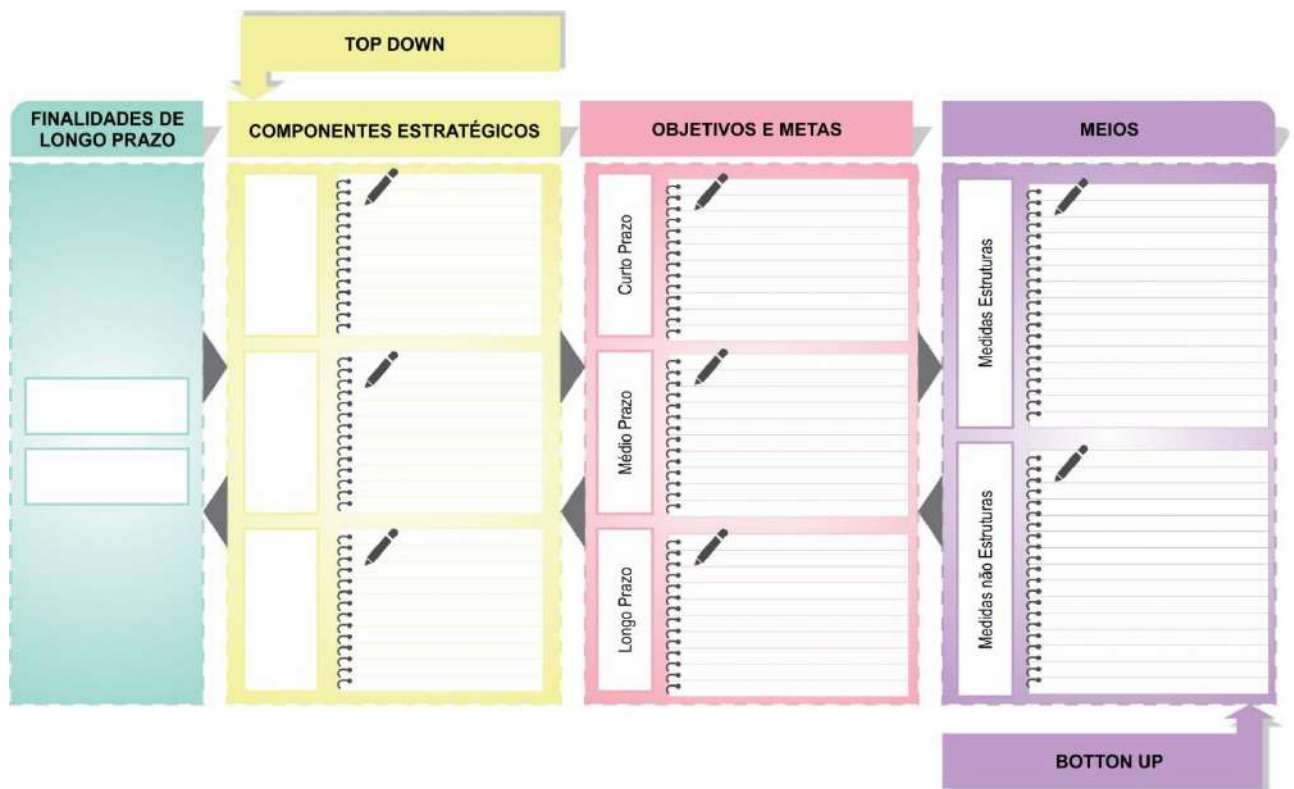 TOP DOWN
FINALIDADES DE
LONGO PRAZO
COMPONENTES ESTRATÉGICOS
OBJETIVOS E METAS
MEIOS
Curto Prazo
Médio Prazo
Longo Prazo
Medidas Estruturas
Medidas não Estruturas
BOTTON UP